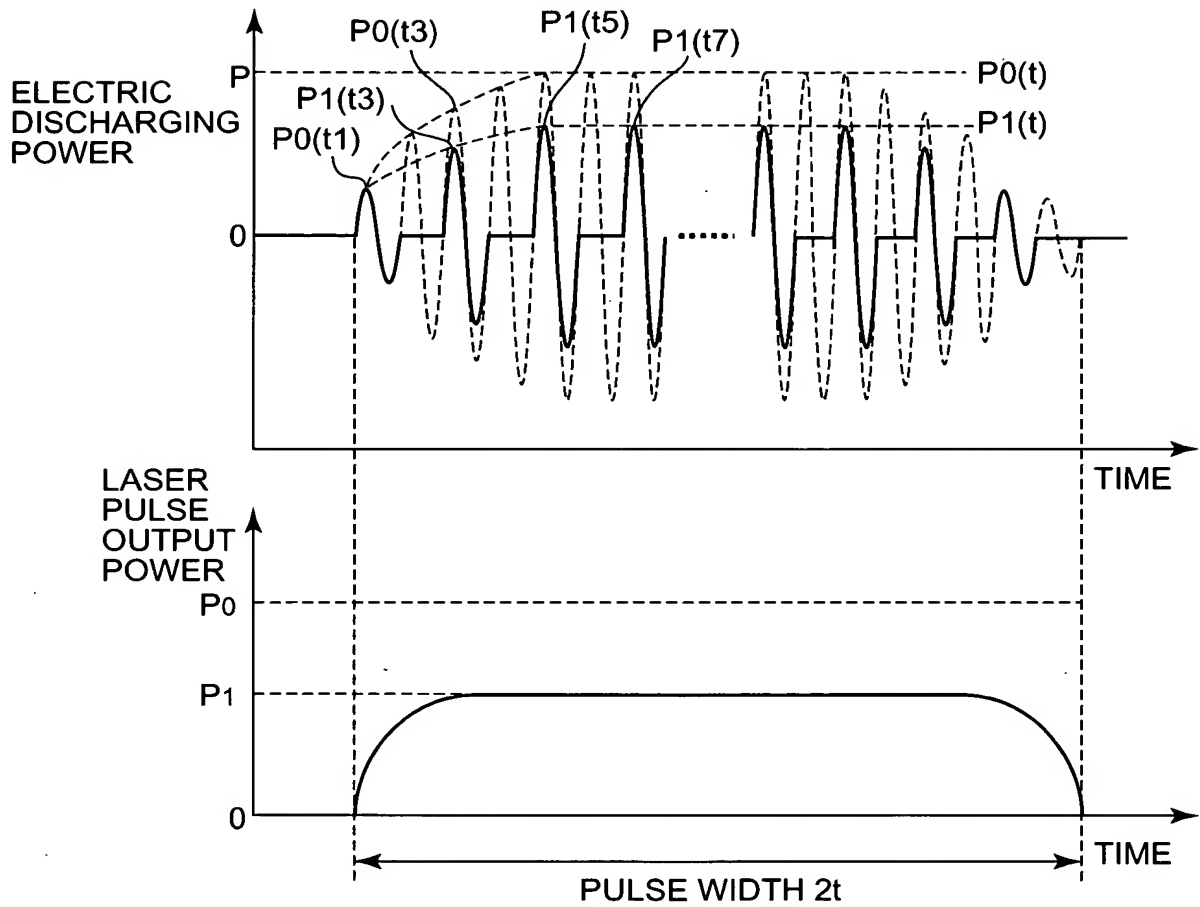 P0(t3)
P1(t5)
P1(t7)
P
P0(t)
ELECTRIC
DISCHARGING
POWER
P1(t3)
P1(t)
P0(t1)
0
TIME
LASER
PULSE
OUTPUT
POWER
P0
P1
0
TIME
PULSE WIDTH 2t